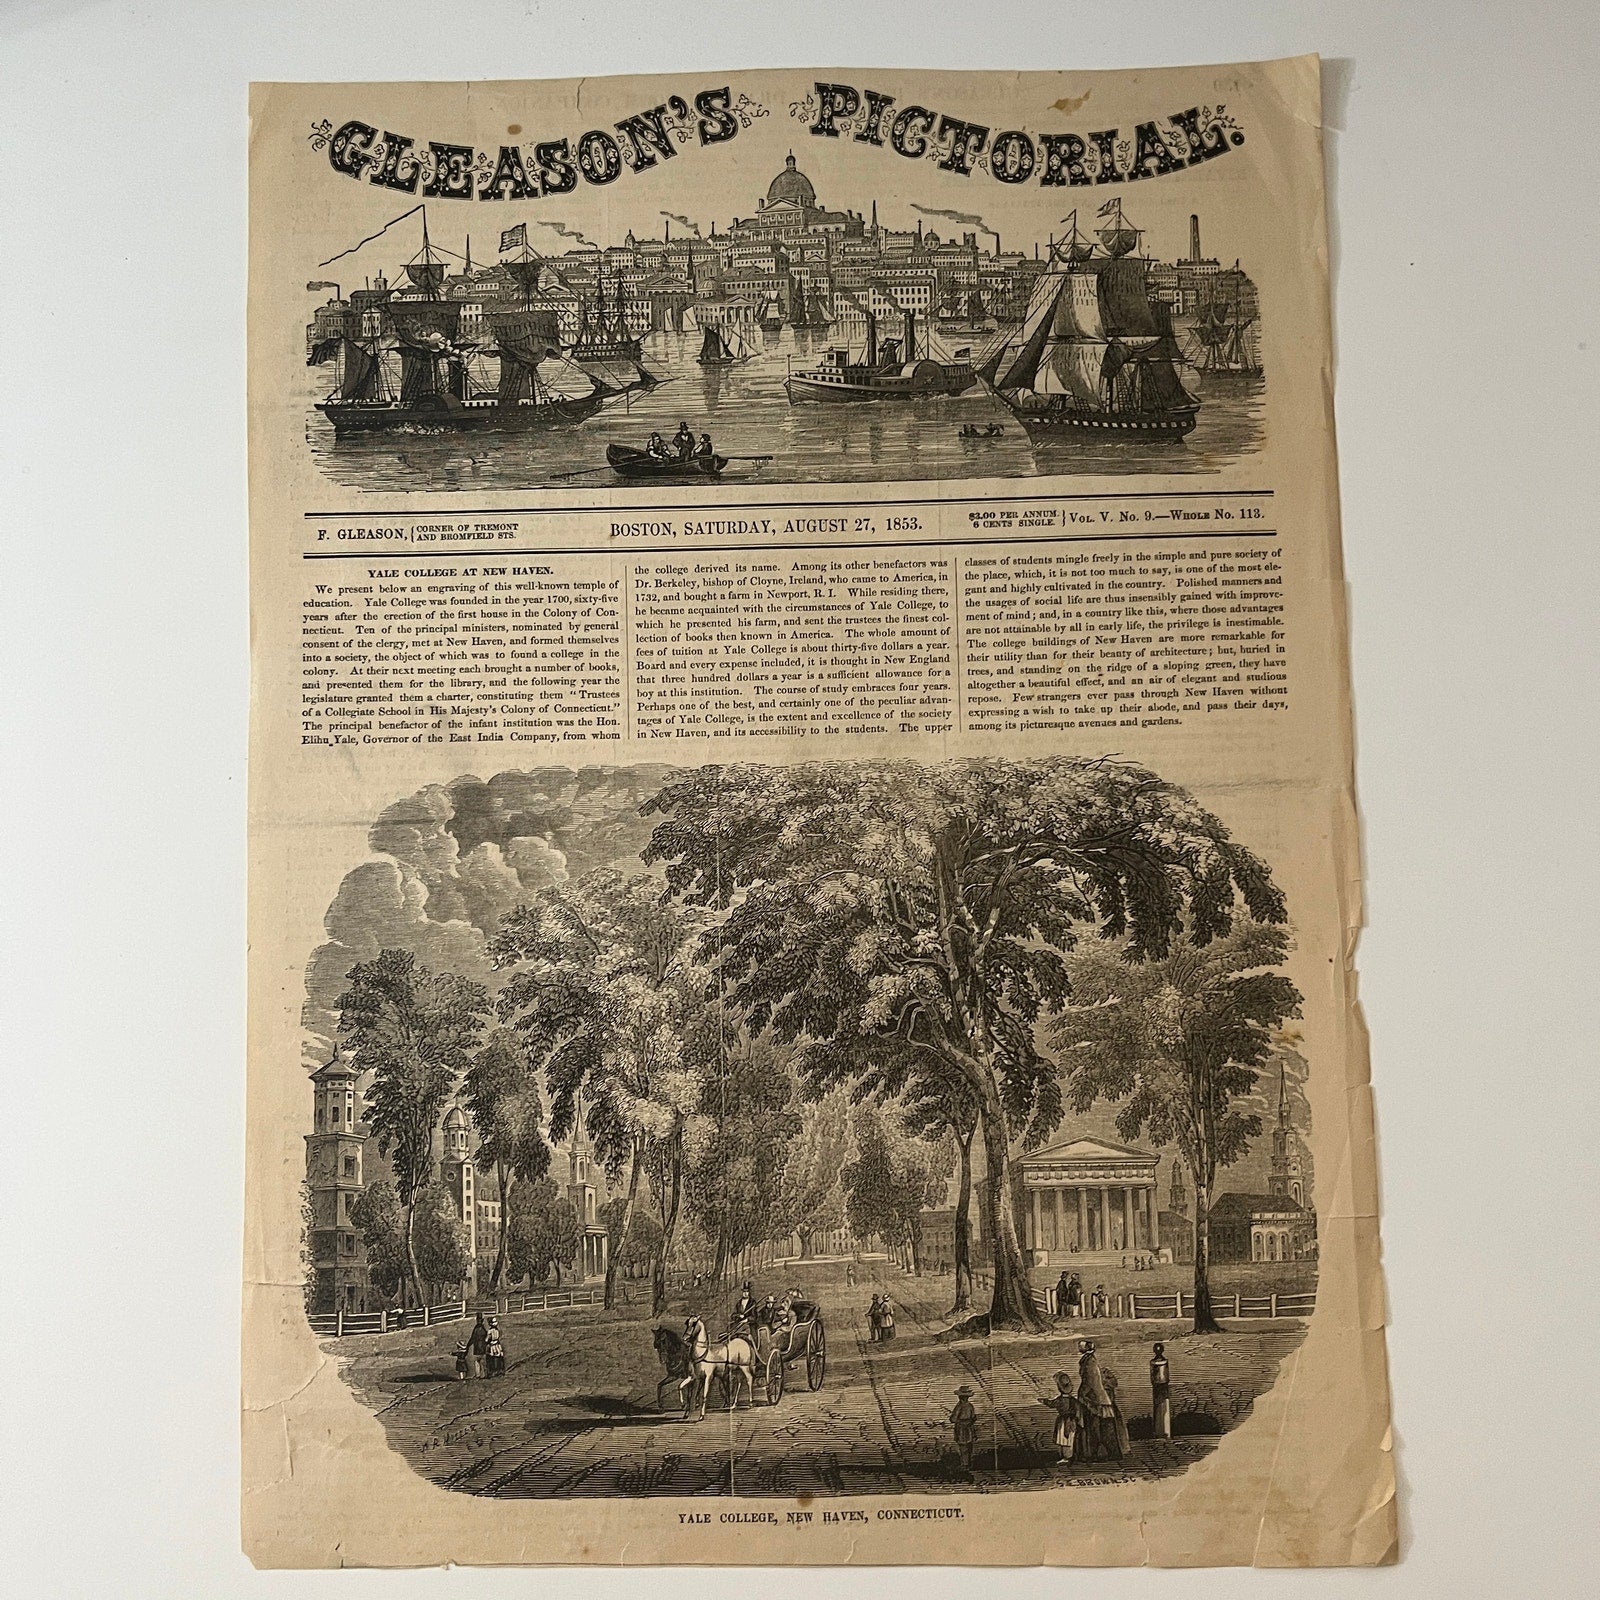 GLEASON'S PICTORIAL.
F. GLEASON, { CORNER OF TREMONT
AND BROMFIELD STS.
BOSTON, SATURDAY, AUGUST 27, 1853.
$3.00 PER ANNUM.
6 CENTS SINGLE. } VOL. V. No. 9.—WHOLE No. 113.
YALE COLLEGE AT NEW HAVEN.
We present below an engraving of this well-known temple of
education. Yale College was founded in the year 1700, sixty-five
years after the erection of the first house in the Colony of Con-
necticut. Ten of the principal ministers, nominated by general
consent of the clergy, met at New Haven, and formed themselves
into a society, the object of which was to found a college in the
colony. At their next meeting each brought a number of books,
and presented them for the library, and the following year the
legislature granted them a charter, constituting them "Trustees
of a Collegiate School in His Majesty's Colony of Connecticut."
The principal benefactor of the infant institution was the Hon.
Elihu Yale, Governor of the East India Company, from whom
the college derived its name. Among its other benefactors was
Dr. Berkeley, bishop of Cloyne, Ireland, who came to America, in
1732, and bought a farm in Newport, R. I. While residing there,
he became acquainted with the circumstances of Yale College, to
which he presented his farm, and sent the trustees the finest col-
lection of books then known in America. The whole amount of
fees of tuition at Yale College is about thirty-five dollars a year.
Board and every expense included, it is thought in New England
that three hundred dollars a year is a sufficient allowance for a
boy at this institution. The course of study embraces four years.
Perhaps one of the best, and certainly one of the peculiar advan-
tages of Yale College, is the extent and excellence of the society
in New Haven, and its accessibility to the students. The upper
classes of students mingle freely in the simple and pure society of
the place, which, it is not too much to say, is one of the most ele-
gant and highly cultivated in the country. Polished manners and
the usages of social life are thus insensibly gained with improve-
ment of mind; and, in a country like this, where those advantages
are not attainable by all in early life, the privilege is inestimable.
The college buildings of New Haven are more remarkable for
their utility than for their beauty of architecture; but, buried in
trees, and standing on the ridge of a sloping green, they have
altogether a beautiful effect, and an air of elegant and studious
repose. Few strangers ever pass through New Haven without
expressing a wish to take up their abode, and pass their days,
among its picturesque avenues and gardens.
S.E. BROWN. SC
YALE COLLEGE, NEW HAVEN, CONNECTICUT.